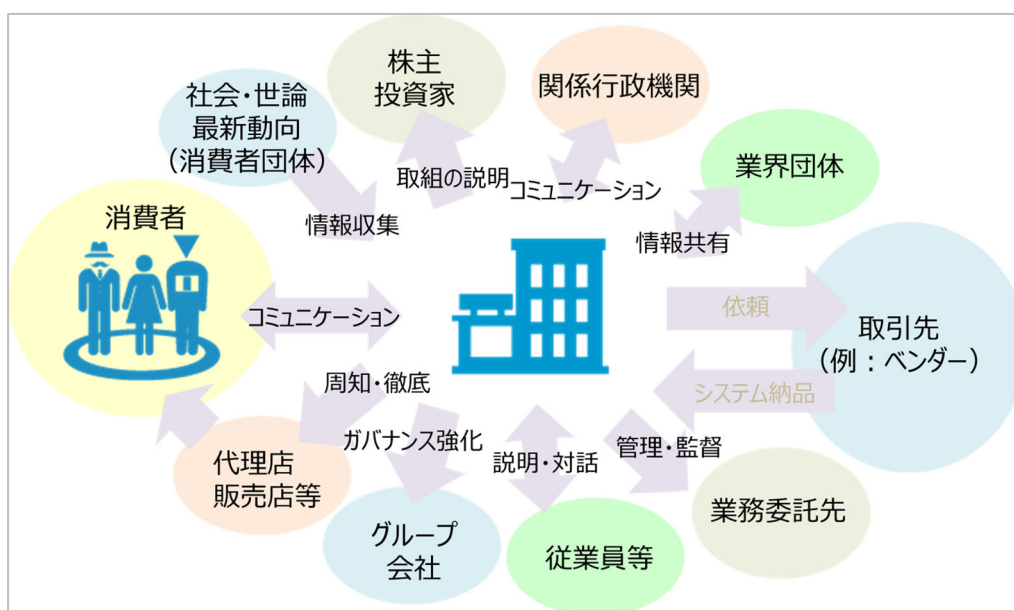 株主
投資家
関係行政機関
社会・世論
最新動向
（消費者団体）
業界団体
取組の説明
コミュニケーション
消費者
情報収集
情報共有
依頼
取引先
（例：ベンダー）
コミュニケーション
システム納品
周知・徹底
ガバナンス強化
説明・対話
管理・監督
代理店
販売店等
業務委託先
グループ
会社
従業員等